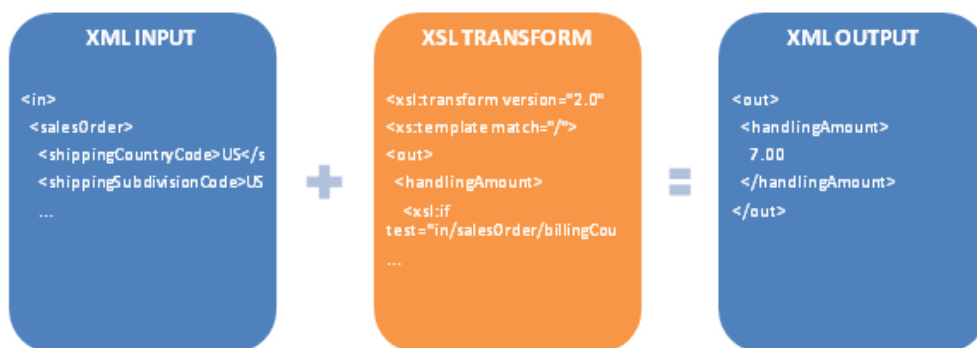 XML INPUT
<in>
<salesOrder>
<shippingCountryCode>US</s
<shippingSubdivisionCode>US
...
+
XSL TRANSFORM
<xsl:transform version="2.0"
<xs:template match="/">
<out>
<handlingAmount>
<xsl:if
test="in/salesOrder/billingCou
...
=
XML OUTPUT
<out>
<handlingAmount>
7.00
</handlingAmount>
</out>